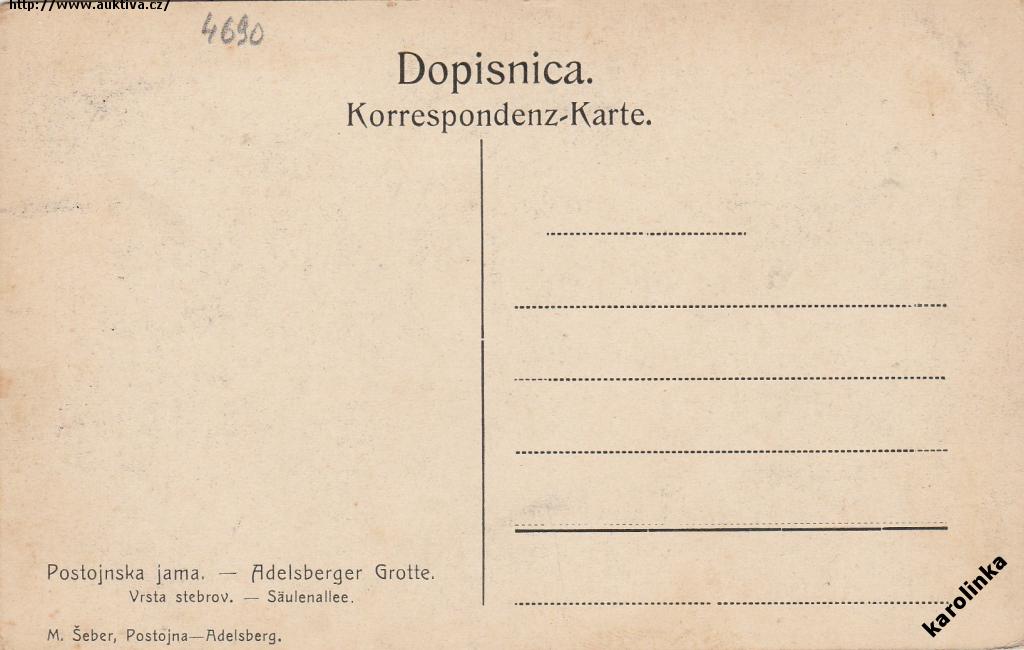 http://www.auktiva.cz/
4690
Dopisnica.
Korrespondenz-Karte.
Postojnska jama. — Adelsberger Grotte.
Vrsta stebrov. — Säulenallee.
M. Šeber, Postojna—Adelsberg.
karolinka